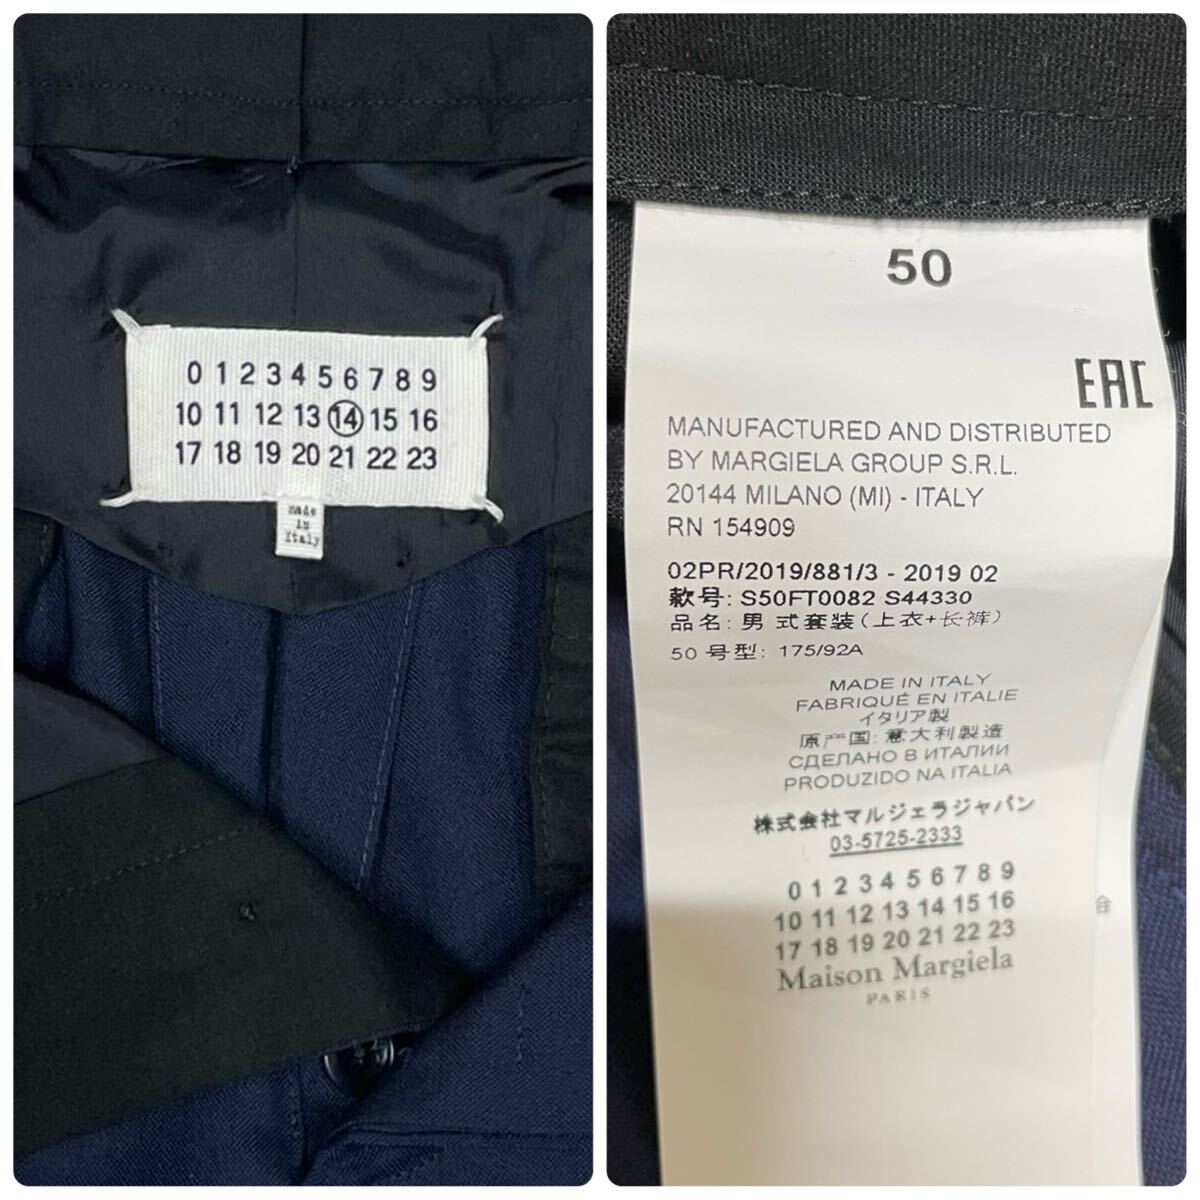 0 1 2 3 4 5 6 7 8 9
10 11 12 13 14 15 16
17 18 19 20 21 22 23
made
in
Italy
50
EAC
MANUFACTURED AND DISTRIBUTED
BY MARGIELA GROUP S.R.L.
20144 MILANO (MI) - ITALY
RN 154909
02PR/2019/881/3 - 2019 02
款号: S50FT0082 S44330
品名: 男 式套装(上衣+长裤)
50 号型: 175/92A
MADE IN ITALY
FABRIQUÉ EN ITALIE
イタリア製
原产国: 意大利製造
СДЕЛАНО В ИТАЛИИ
PRODUZIDO NA ITALIA
株式会社マルジェラジャパン
03-5725-2333
0 1 2 3 4 5 6 7 8 9
10 11 12 13 14 15 16
17 18 19 20 21 22 23
Maison Margiela
PARIS